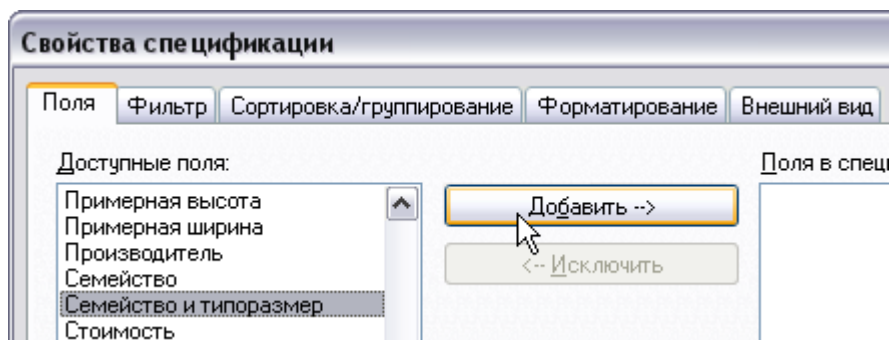 Свойства спецификации
Поля Фильтр Сортировка/группирование Форматирование Внешний вид
Доступные поля: Поля в
Примерная высота
Примерная ширина
Производитель
Семейство
Семейство и типоразмер
Стоимость
Добавить -->
<-- Исключить